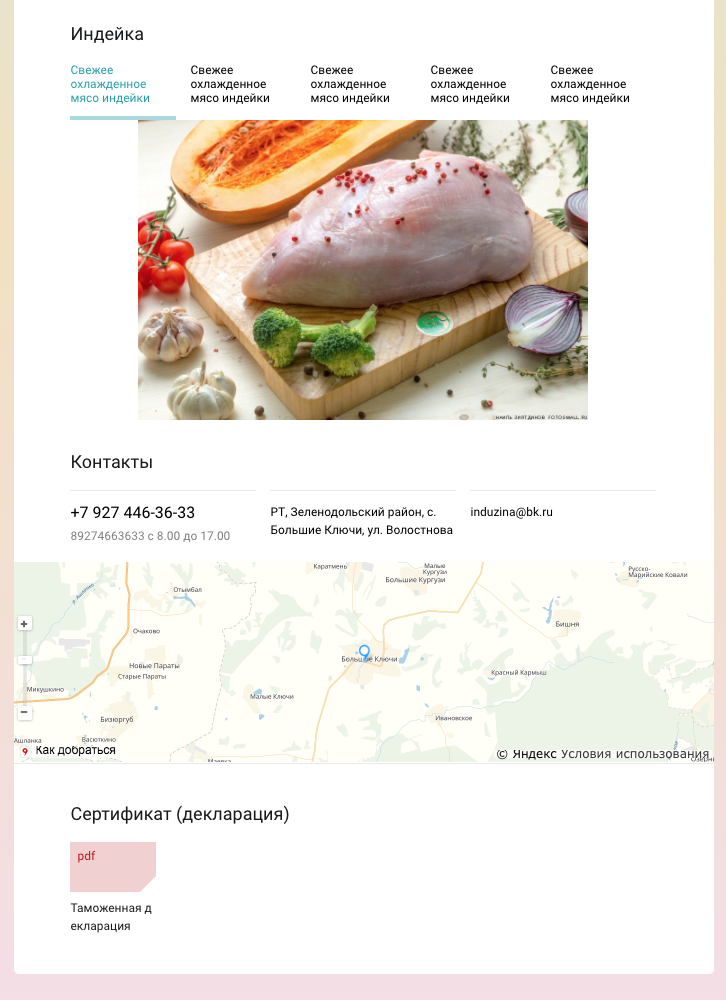 Индейка
Свежее
охлажденное
мясо индейки
Свежее
охлажденное
мясо индейки
Свежее
охлажденное
мясо индейки
Свежее
охлажденное
мясо индейки
Свежее
охлажденное
мясо индейки
Контакты
+7 927 446-36-33
89274663633 с 8.00 до 17.00
РТ, Зеленодольский район, с.
Большие Ключи, ул. Волостнова
induzina@bk.ru
Каратмень
Малые
Кургузи
Большие Кургузи
Русско-
Марийские Ковали
р. Ашланка
Отымбал
Бишня
Очаково
Большие Ключи
Новые Параты
Старые Параты
Красный Кармыш
Микушкино
Малые Ключи
Бизюргуб
Ивановское
Ашланка
Васюткино
Как добраться
© Яндекс Условия использования
Маевка
Сертификат (декларация)
pdf
Таможенная д
екларация